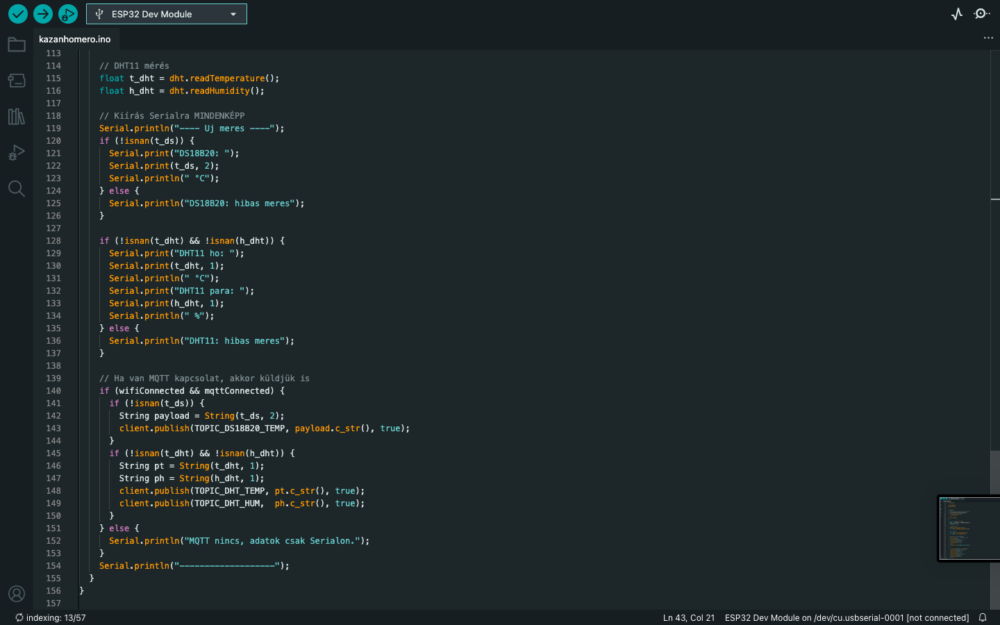 ESP32 Dev Module
kazanhomero.ino
113
114 // DHT11 mérés
115 float t_dht = dht.readTemperature();
116 float h_dht = dht.readHumidity();
117
118 // Kiírás Serialra MINDENKÉPP
119 Serial.println("---- Uj meres ----");
120 if (!isnan(t_ds)) {
121 Serial.print("DS18B20: ");
122 Serial.print(t_ds, 2);
123 Serial.println(" °C");
124 } else {
125 Serial.println("DS18B20: hibas meres");
126 }
127
128 if (!isnan(t_dht) && !isnan(h_dht)) {
129 Serial.print("DHT11 ho: ");
130 Serial.print(t_dht, 1);
131 Serial.println(" °C");
132 Serial.print("DHT11 para: ");
133 Serial.print(h_dht, 1);
134 Serial.println(" %");
135 } else {
136 Serial.println("DHT11: hibas meres");
137 }
138
139 // Ha van MQTT kapcsolat, akkor küldjük is
140 if (wifiConnected && mqttConnected) {
141 if (!isnan(t_ds)) {
142 String payload = String(t_ds, 2);
143 client.publish(TOPIC_DS18B20_TEMP, payload.c_str(), true);
144 }
145 if (!isnan(t_dht) && !isnan(h_dht)) {
146 String pt = String(t_dht, 1);
147 String ph = String(h_dht, 1);
148 client.publish(TOPIC_DHT_TEMP, pt.c_str(), true);
149 client.publish(TOPIC_DHT_HUM,  ph.c_str(), true);
150 }
151 } else {
152 Serial.println("MQTT nincs, adatok csak Serialon.");
153 }
154 Serial.println("-------------------");
155 }
156 }
157
indexing: 13/57 Ln 43, Col 21 ESP32 Dev Module on /dev/cu.usbserial-0001 [not connected]